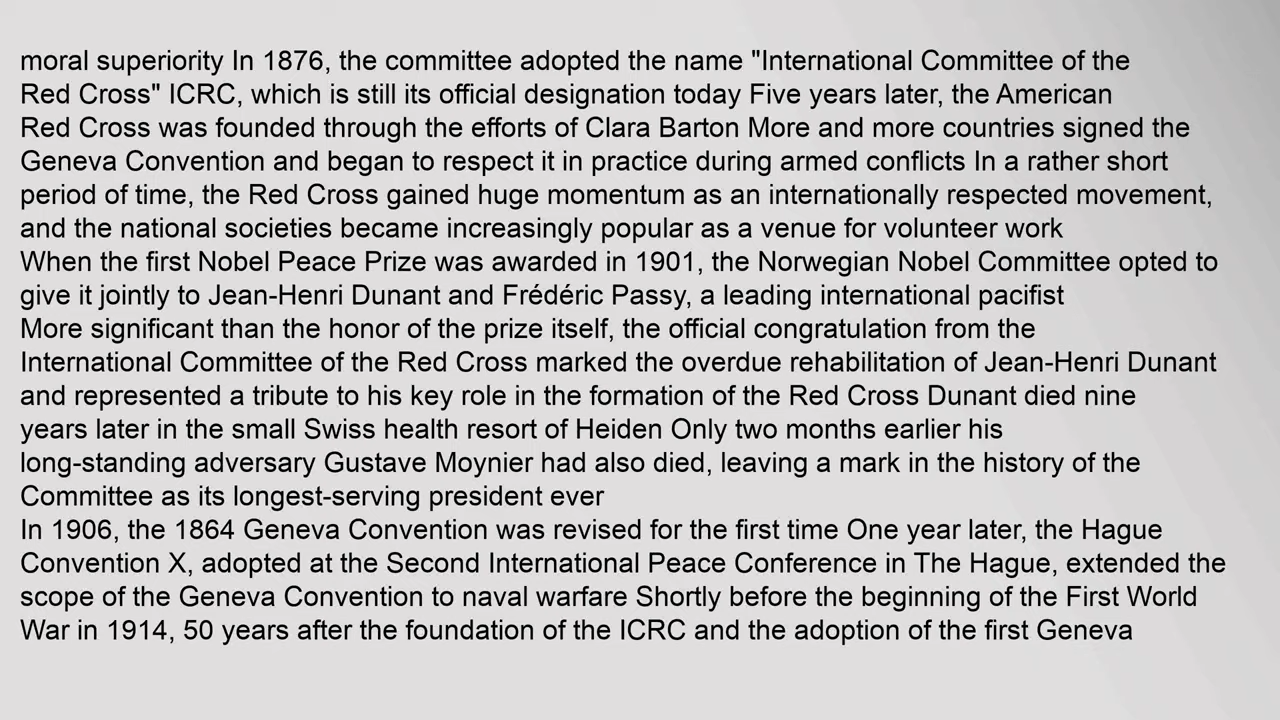 moral superiority In 1876, the committee adopted the name "International Committee of the
Red Cross" ICRC, which is still its official designation today Five years later, the American
Red Cross was founded through the efforts of Clara Barton More and more countries signed the
Geneva Convention and began to respect it in practice during armed conflicts In a rather short
period of time, the Red Cross gained huge momentum as an internationally respected movement,
and the national societies became increasingly popular as a venue for volunteer work
When the first Nobel Peace Prize was awarded in 1901, the Norwegian Nobel Committee opted to
give it jointly to Jean-Henri Dunant and Frédéric Passy, a leading international pacifist
More significant than the honor of the prize itself, the official congratulation from the
International Committee of the Red Cross marked the overdue rehabilitation of Jean-Henri Dunant
and represented a tribute to his key role in the formation of the Red Cross Dunant died nine
years later in the small Swiss health resort of Heiden Only two months earlier his
long-standing adversary Gustave Moynier had also died, leaving a mark in the history of the
Committee as its longest-serving president ever
In 1906, the 1864 Geneva Convention was revised for the first time One year later, the Hague
Convention X, adopted at the Second International Peace Conference in The Hague, extended the
scope of the Geneva Convention to naval warfare Shortly before the beginning of the First World
War in 1914, 50 years after the foundation of the ICRC and the adoption of the first Geneva